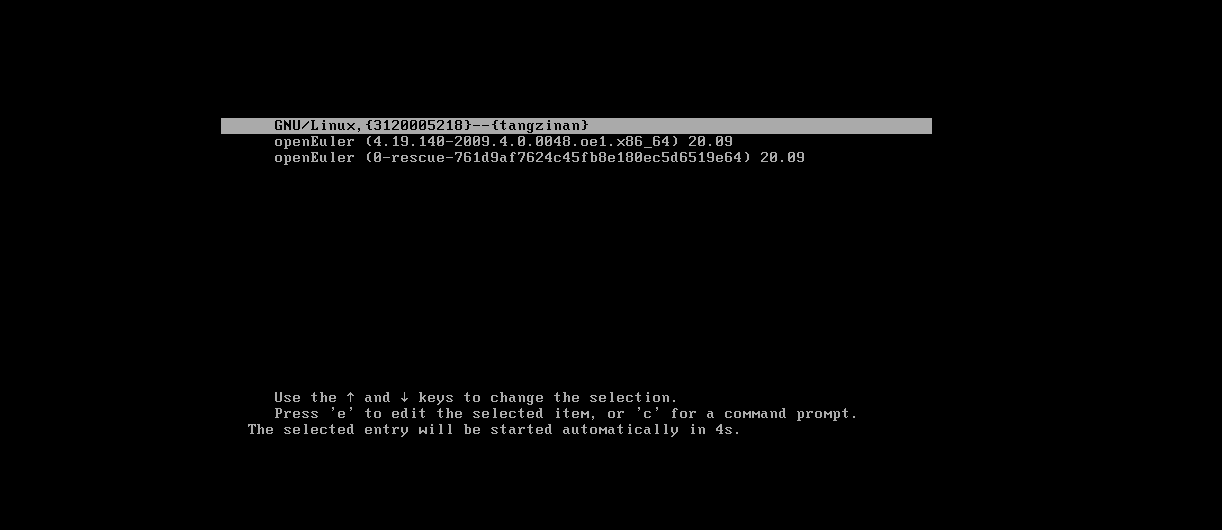 GNU/Linux,{3120005218}--{tangzinan}
openEuler (4.19.140-2009.4.0.0048.oe1.x86_64) 20.09
openEuler (0-rescue-761d9af7624c45fb8e180ec5d6519e64) 20.09
Use the ↑ and ↓ keys to change the selection.
Press 'e' to edit the selected item, or 'c' for a command prompt.
The selected entry will be started automatically in 4s.